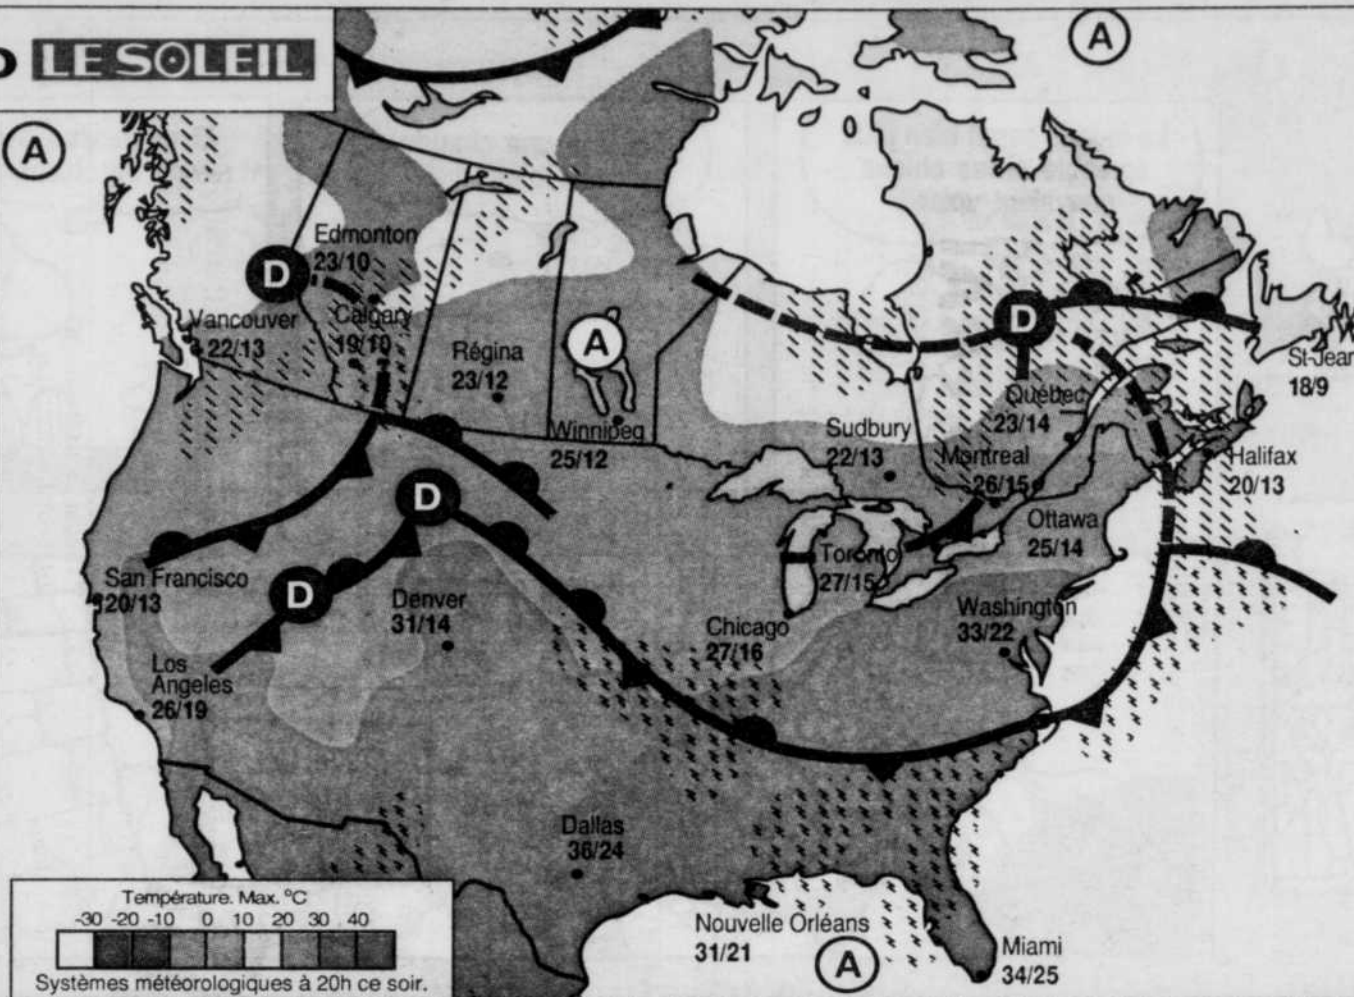 LE SOLEIL
A
A
Edmonton
23/10
D
Vancouver
22/13
Calgary
19/10
Régina
23/12
A
Winnipeg
25/12
D
St-Jean
18/9
Québec
23/14
Sudbury
22/13
Montreal
26/15
Halifax
20/13
Ottawa
25/14
D
Toronto
27/15
San Francisco
20/13
D
Denver
31/14
Washington
33/22
Chicago
27/16
Los
Angeles
26/19
Dallas
36/24
Nouvelle Orléans
31/21
A
Miami
34/25
Température. Max. °C
-30 -20 -10 0 10 20 30 40
Systèmes météorologiques à 20h ce soir.